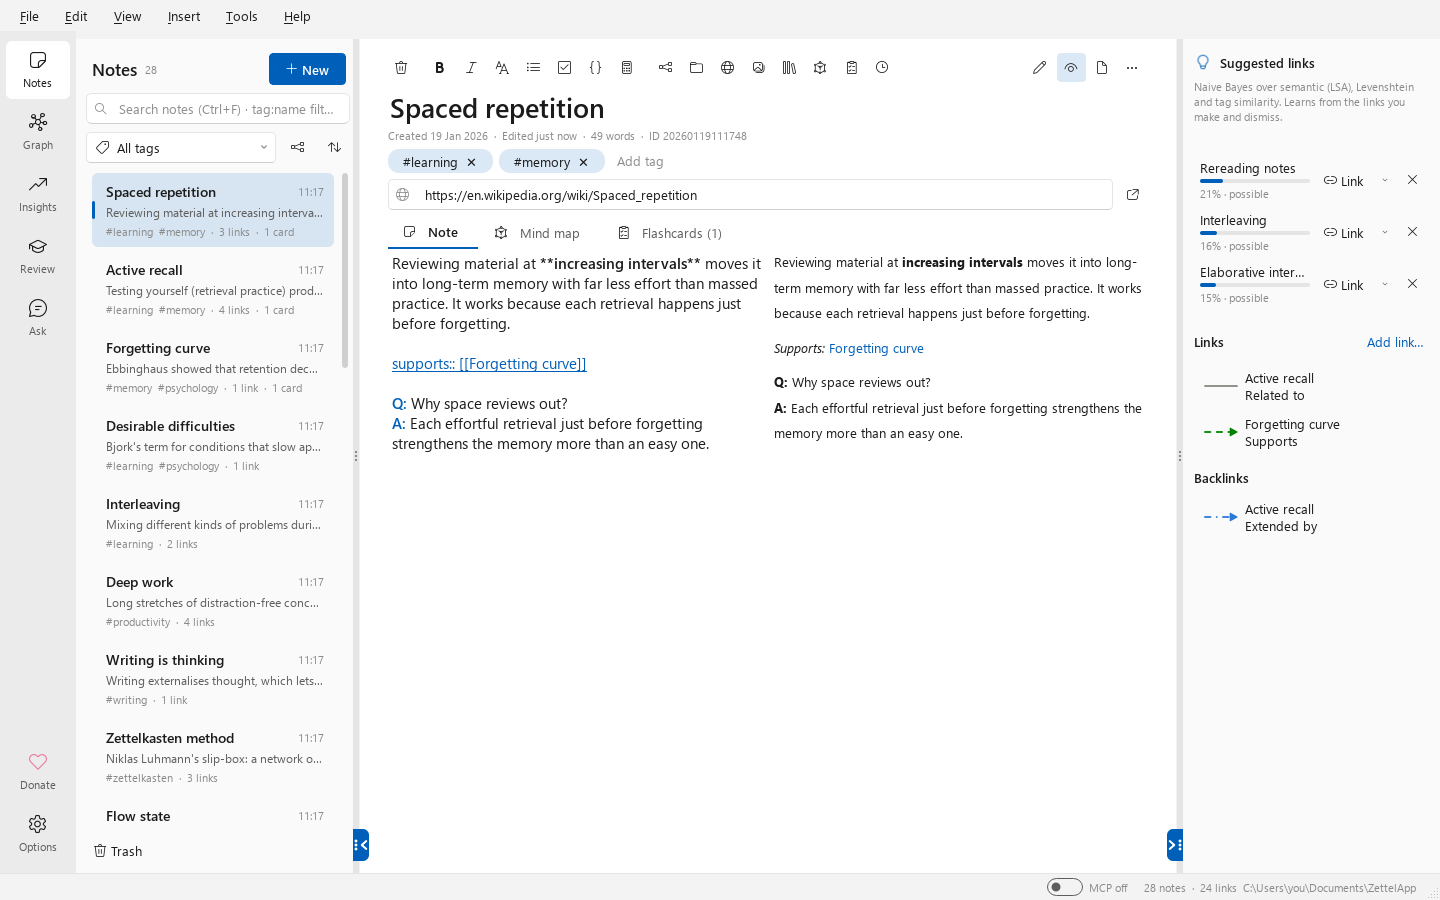 File Edit View Insert Tools Help
Notes
Graph
Insights
Review
Ask
Donate
Options
Notes 28
New
Search notes (Ctrl+F) · tag:name filt...
All tags
Spaced repetition 11:17
Reviewing material at increasing interva...
#learning #memory · 3 links · 1 card
Active recall 11:17
Testing yourself (retrieval practice) prod...
#learning #memory · 4 links · 1 card
Forgetting curve 11:17
Ebbinghaus showed that retention dec...
#memory #psychology · 1 link · 1 card
Desirable difficulties 11:17
Bjork's term for conditions that slow ap...
#learning #psychology · 1 link
Interleaving 11:17
Mixing different kinds of problems duri...
#learning · 2 links
Deep work 11:17
Long stretches of distraction-free conc...
#productivity · 4 links
Writing is thinking 11:17
Writing externalises thought, which lets...
#writing · 1 link
Zettelkasten method 11:17
Niklas Luhmann's slip-box: a network o...
#zettelkasten · 3 links
Flow state 11:17
Trash
Spaced repetition
Created 19 Jan 2026 · Edited just now · 49 words · ID 20260119111748
#learning #memory Add tag
https://en.wikipedia.org/wiki/Spaced_repetition
Note Mind map Flashcards (1)
Reviewing material at **increasing intervals** moves it
into long-term memory with far less effort than massed
practice. It works because each retrieval happens just
before forgetting.
supports:: [[Forgetting curve]]
Q: Why space reviews out?
A: Each effortful retrieval just before forgetting
strengthens the memory more than an easy one.
Reviewing material at increasing intervals moves it into long-
term memory with far less effort than massed practice. It works
because each retrieval happens just before forgetting.
Supports: Forgetting curve
Q: Why space reviews out?
A: Each effortful retrieval just before forgetting strengthens the
memory more than an easy one.
Suggested links
Naive Bayes over semantic (LSA), Levenshtein
and tag similarity. Learns from the links you
make and dismiss.
Rereading notes
Link
21% · possible
Interleaving
Link
16% · possible
Elaborative inter...
Link
15% · possible
Links Add link...
Active recall
Related to
Forgetting curve
Supports
Backlinks
Active recall
Extended by
MCP off 28 notes · 24 links C:\Users\you\Documents\ZettelApp